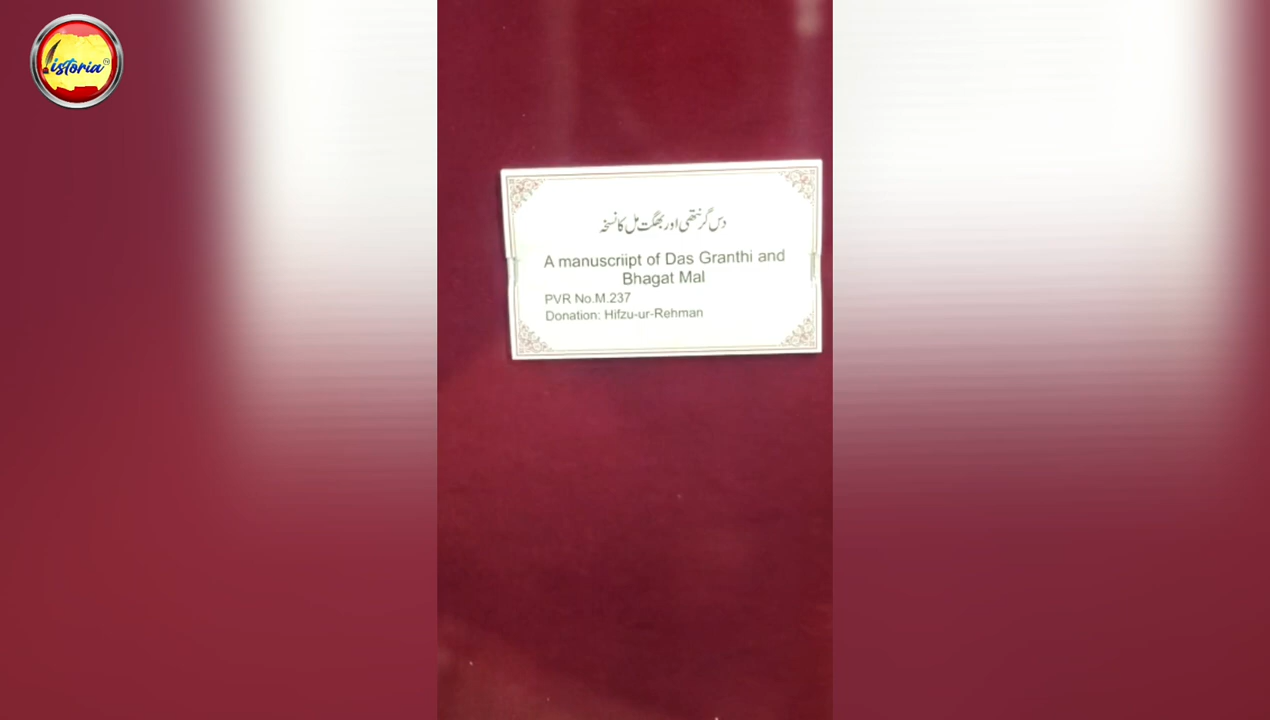 istoria
دس گرنتھی اور بھگت مل کا نسخہ
A manuscriipt of Das Granthi and
Bhagat Mal
PVR No.M.237
Donation: Hifzu-ur-Rehman